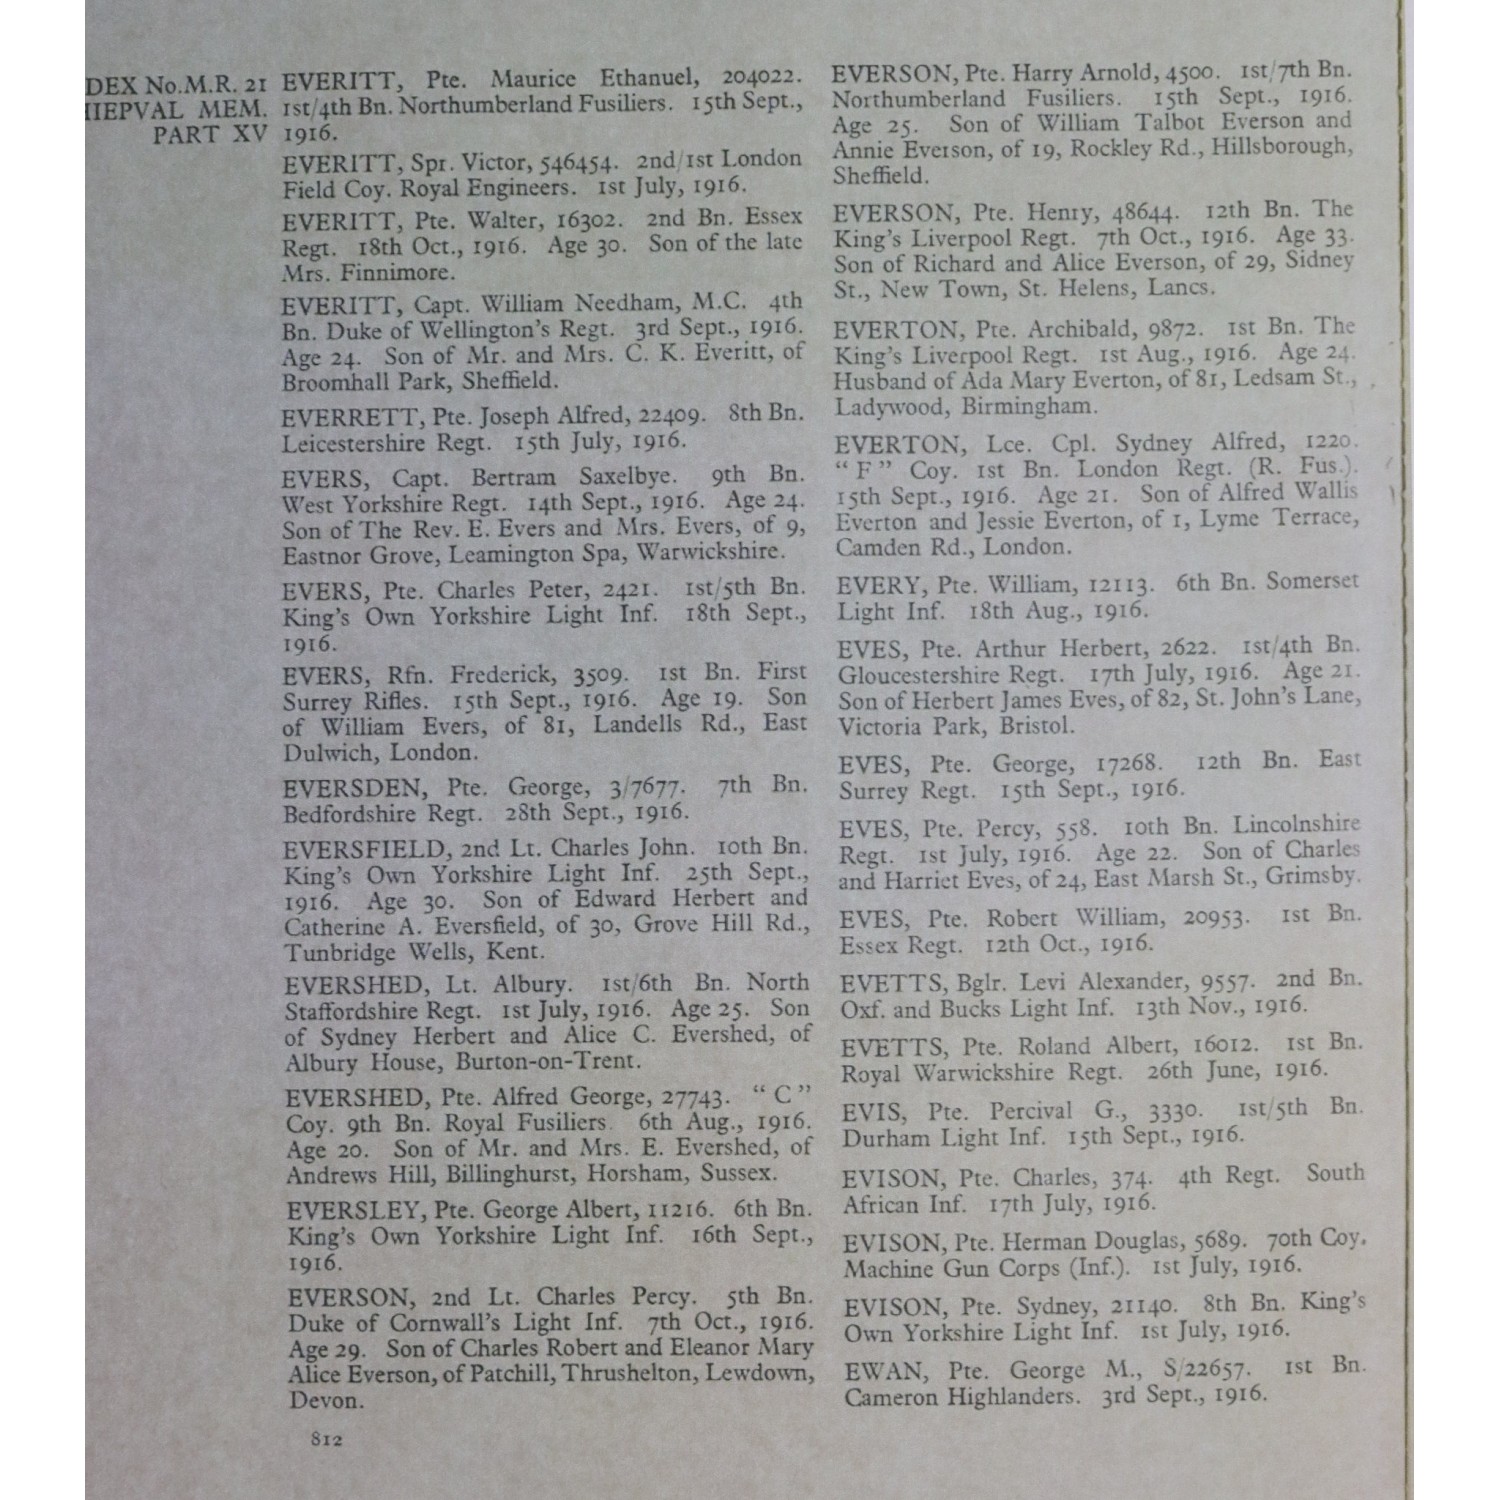 DEX No.M.R. 21
HIEPVAL MEM.
PART XV
EVERITT, Pte. Maurice Ethanuel, 204022.
1st/4th Bn. Northumberland Fusiliers. 15th Sept.,
1916.
EVERITT, Spr. Victor, 546454. 2nd/1st London
Field Coy. Royal Engineers. 1st July, 1916.
EVERITT, Pte. Walter, 16302. 2nd Bn. Essex
Regt. 18th Oct., 1916. Age 30. Son of the late
Mrs. Finnimore.
EVERITT, Capt. William Needham, M.C. 4th
Bn. Duke of Wellington's Regt. 3rd Sept., 1916.
Age 24. Son of Mr. and Mrs. C. K. Everitt, of
Broomhall Park, Sheffield.
EVERRETT, Pte. Joseph Alfred, 22409. 8th Bn.
Leicestershire Regt. 15th July, 1916.
EVERS, Capt. Bertram Saxelbye. 9th Bn.
West Yorkshire Regt. 14th Sept., 1916. Age 24.
Son of The Rev. E. Evers and Mrs. Evers, of 9,
Eastnor Grove, Leamington Spa, Warwickshire.
EVERS, Pte. Charles Peter, 2421. 1st/5th Bn.
King's Own Yorkshire Light Inf. 18th Sept.,
1916.
EVERS, Rfn. Frederick, 3509. 1st Bn. First
Surrey Rifles. 15th Sept., 1916. Age 19. Son
of William Evers, of 81, Landells Rd., East
Dulwich, London.
EVERSDEN, Pte. George, 3/7677. 7th Bn.
Bedfordshire Regt. 28th Sept., 1916.
EVERSFIELD, 2nd Lt. Charles John. 10th Bn.
King's Own Yorkshire Light Inf. 25th Sept.,
1916. Age 30. Son of Edward Herbert and
Catherine A. Eversfield, of 30, Grove Hill Rd.,
Tunbridge Wells, Kent.
EVERSHED, Lt. Albury. 1st/6th Bn. North
Staffordshire Regt. 1st July, 1916. Age 25. Son
of Sydney Herbert and Alice C. Evershed, of
Albury House, Burton-on-Trent.
EVERSHED, Pte. Alfred George, 27743. "C"
Coy. 9th Bn. Royal Fusiliers. 6th Aug., 1916.
Age 20. Son of Mr. and Mrs. E. Evershed, of
Andrews Hill, Billinghurst, Horsham, Sussex.
EVERSLEY, Pte. George Albert, 11216. 6th Bn.
King's Own Yorkshire Light Inf. 16th Sept.,
1916.
EVERSON, 2nd Lt. Charles Percy. 5th Bn.
Duke of Cornwall's Light Inf. 7th Oct., 1916.
Age 29. Son of Charles Robert and Eleanor Mary
Alice Everson, of Patchill, Thrushelton, Lewdown,
Devon.
812
EVERSON, Pte. Harry Arnold, 4500. 1st/7th Bn.
Northumberland Fusiliers. 15th Sept., 1916.
Age 25. Son of William Talbot Everson and
Annie Everson, of 19, Rockley Rd., Hillsborough,
Sheffield.
EVERSON, Pte. Henry, 48644. 12th Bn. The
King's Liverpool Regt. 7th Oct., 1916. Age 33.
Son of Richard and Alice Everson, of 29, Sidney
St., New Town, St. Helens, Lancs.
EVERTON, Pte. Archibald, 9872. 1st Bn. The
King's Liverpool Regt. 1st Aug., 1916. Age 24.
Husband of Ada Mary Everton, of 81, Ledsam St.,
Ladywood, Birmingham.
EVERTON, Lce. Cpl. Sydney Alfred, 1220.
"F" Coy. 1st Bn. London Regt. (R. Fus.).
15th Sept., 1916. Age 21. Son of Alfred Wallis
Everton and Jessie Everton, of 1, Lyme Terrace,
Camden Rd., London.
EVERY, Pte. William, 12113. 6th Bn. Somerset
Light Inf. 18th Aug., 1916.
EVES, Pte. Arthur Herbert, 2622. 1st/4th Bn.
Gloucestershire Regt. 17th July, 1916. Age 21.
Son of Herbert James Eves, of 82, St. John's Lane,
Victoria Park, Bristol.
EVES, Pte. George, 17268. 12th Bn. East
Surrey Regt. 15th Sept., 1916.
EVES, Pte. Percy, 558. 10th Bn. Lincolnshire
Regt. 1st July, 1916. Age 22. Son of Charles
and Harriet Eves, of 24, East Marsh St., Grimsby.
EVES, Pte. Robert William, 20953. 1st Bn.
Essex Regt. 12th Oct., 1916.
EVETTS, Bglr. Levi Alexander, 9557. 2nd Bn.
Oxf. and Bucks Light Inf. 13th Nov., 1916.
EVETTS, Pte. Roland Albert, 16012. 1st Bn.
Royal Warwickshire Regt. 26th June, 1916.
EVIS, Pte. Percival G., 3330. 1st/5th Bn.
Durham Light Inf. 15th Sept., 1916.
EVISON, Pte. Charles, 374. 4th Regt. South
African Inf. 17th July, 1916.
EVISON, Pte. Herman Douglas, 5689. 70th Coy.
Machine Gun Corps (Inf.). 1st July, 1916.
EVISON, Pte. Sydney, 21140. 8th Bn. King's
Own Yorkshire Light Inf. 1st July, 1916.
EWAN, Pte. George M., S/22657. 1st Bn.
Cameron Highlanders. 3rd Sept., 1916.